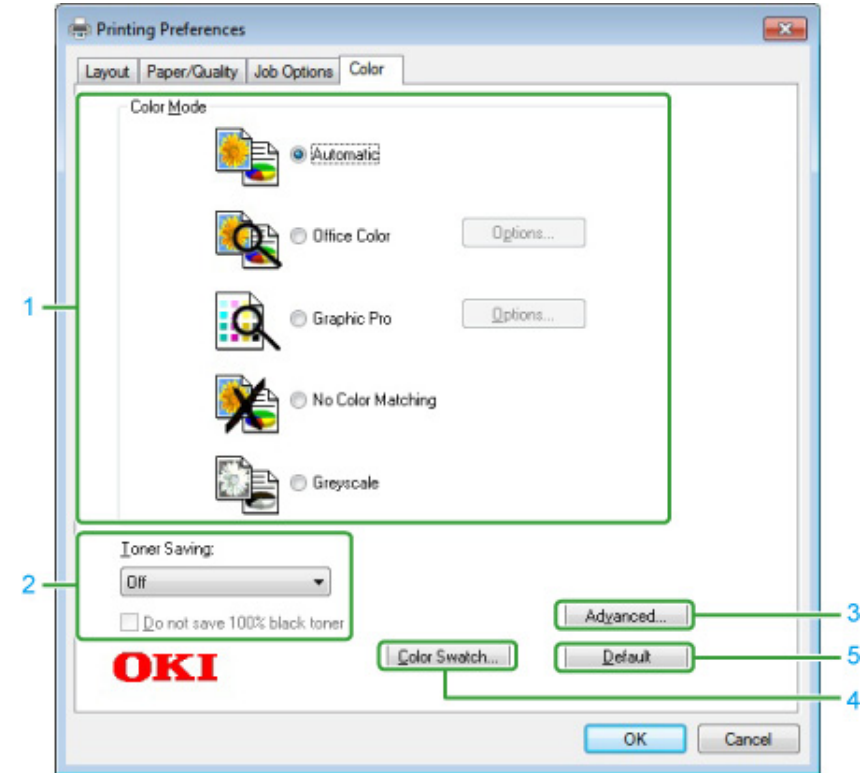 Printing Preferences
Layout Paper/Quality Job Options Color
Color Mode
Automatic
Office Color Options...
1
Graphic Pro Options...
No Color Matching
Greyscale
Toner Saving:
2
Off
Do not save 100% black toner
Advanced... 3
OKI Color Swatch... Default 5
4
OK Cancel